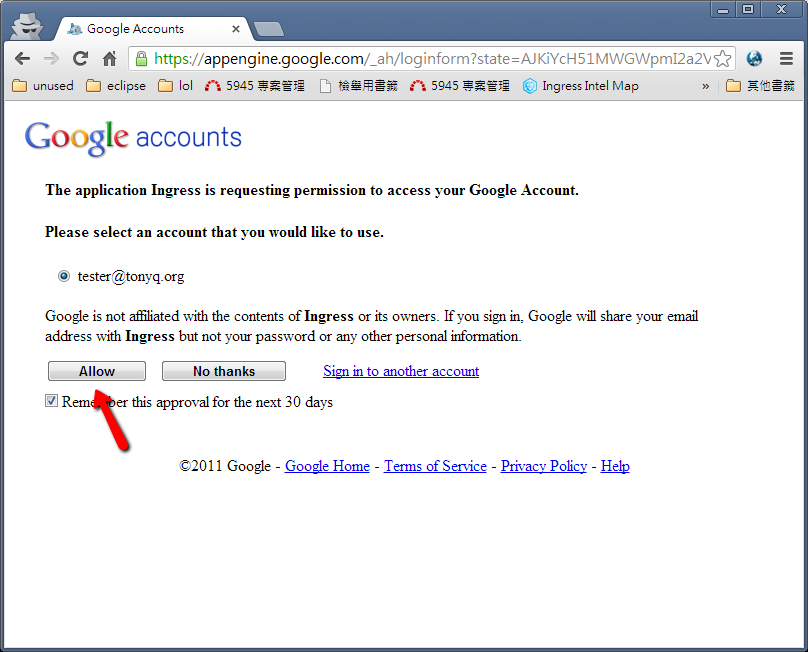 Google Accounts
https://appengine.google.com/_ah/loginform?state=AJKiYcH51MWGWpmI2a2V
unused eclipse lol 5945 專案管理 檢舉用書籤 5945 專案管理 Ingress Intel Map » 其他書籤
Google accounts
The application Ingress is requesting permission to access your Google Account.
Please select an account that you would like to use.
tester@tonyq.org
Google is not affiliated with the contents of Ingress or its owners. If you sign in, Google will share your email
address with Ingress but not your password or any other personal information.
Allow No thanks Sign in to another account
Remember this approval for the next 30 days
©2011 Google - Google Home - Terms of Service - Privacy Policy - Help